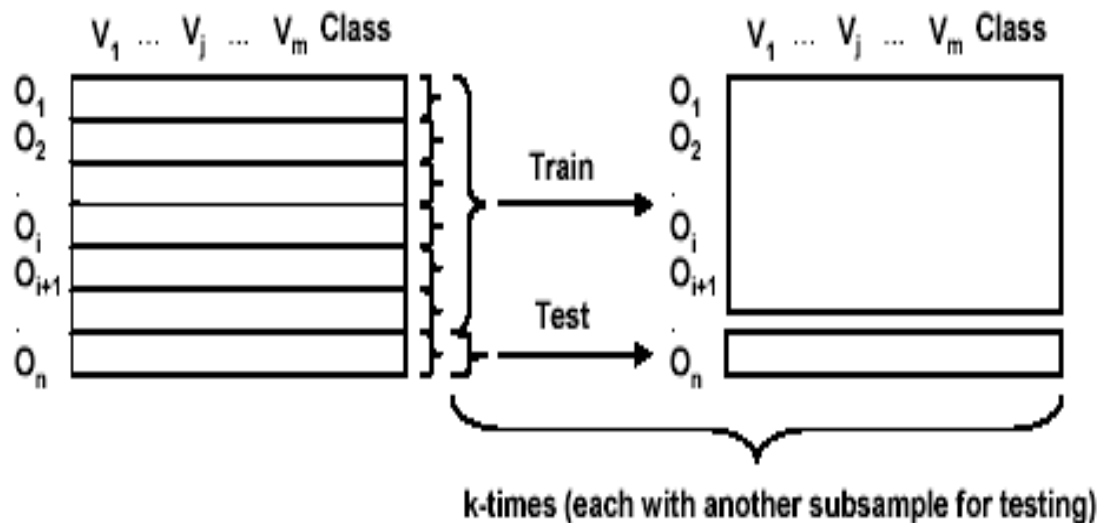 V1 ... Vj ... Vm Class
V1 ... Vj ... Vm Class
O1
O2
.
Oi
Oi+1
.
On
Train
Test
O1
O2
.
Oi
Oi+1
.
On
k-times (each with another subsample for testing)